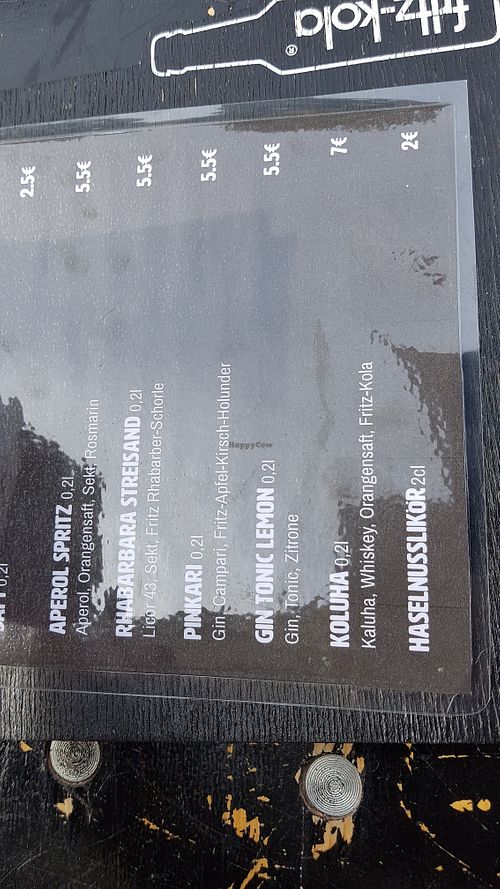 fritz-kola®
0,2l 2.5€
APEROL SPRITZ 0,2l 5.5€
Aperol, Orangensaft, Sekt, Rosmarin
RHABARBARA STREISAND 0,2l 5.5€
Licor 43, Sekt, Fritz Rhabarber-Schorle
PINKARI 0,2l 5.5€
Gin, Campari, Fritz-Apfel-Kirsch-Holunder
GIN TONIC LEMON 0,2l 5.5€
Gin, Tonic, Zitrone
KOLUHA 0,2l 7€
Kaluha, Whiskey, Orangensaft, Fritz-Kola
HASELNUSSLIKÖR 2cl 2€
HappyCow